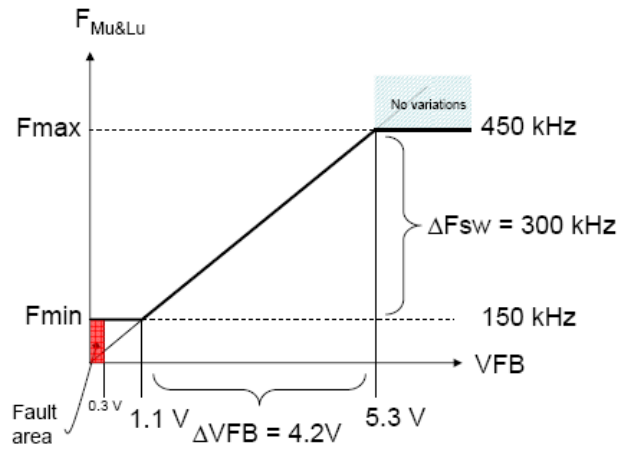 F Mu&Lu
No variations
Fmax
450 kHz
ΔFsw = 300 kHz
Fmin
150 kHz
VFB
0.3 V
1.1 V
5.3 V
ΔVFB = 4.2V
Fault
area